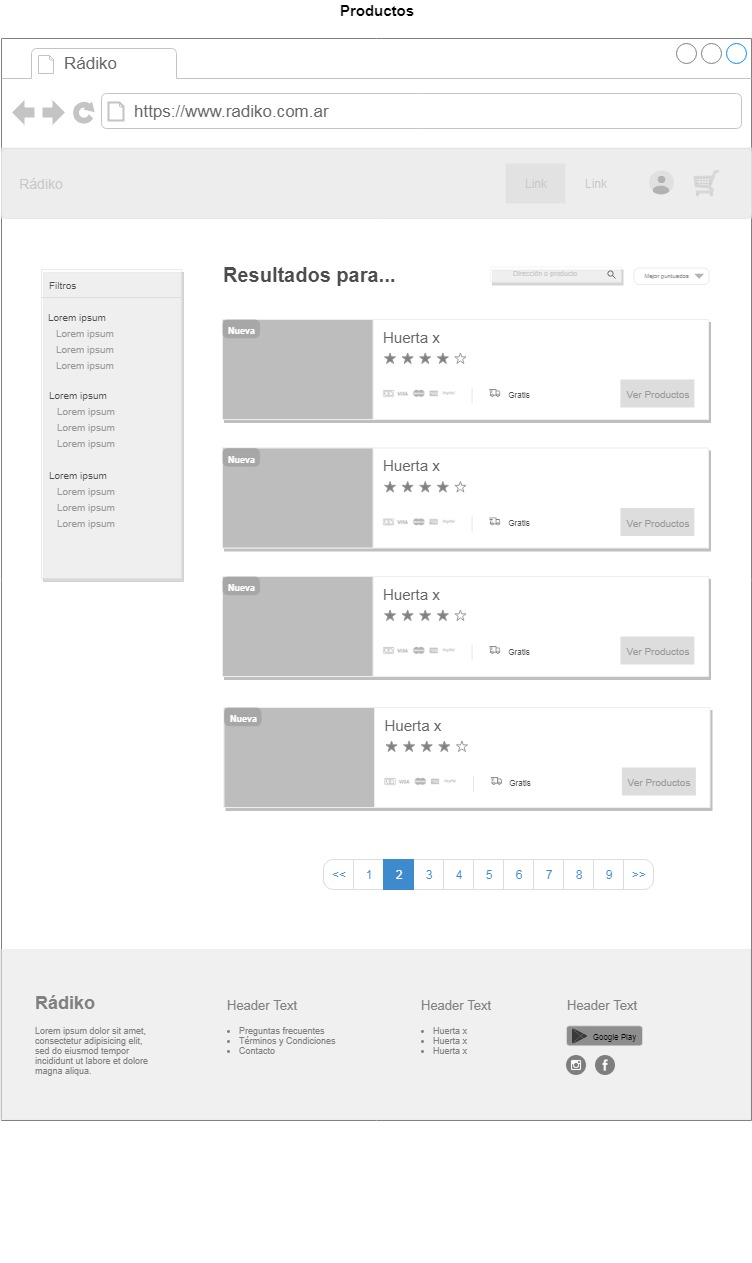 Productos
Rádiko
https://www.radiko.com.ar
Rádiko
Link
Link
Filtros
Lorem ipsum
Lorem ipsum
Lorem ipsum
Lorem ipsum
Lorem ipsum
Lorem ipsum
Lorem ipsum
Lorem ipsum
Lorem ipsum
Lorem ipsum
Lorem ipsum
Lorem ipsum
Resultados para...
Dirección o producto
Mejor puntuados
Nueva
Huerta x
VISA
PayPal
Gratis
Ver Productos
Nueva
Huerta x
VISA
PayPal
Gratis
Ver Productos
Nueva
Huerta x
VISA
PayPal
Gratis
Ver Productos
Nueva
Huerta x
VISA
PayPal
Gratis
Ver Productos
<< 1 2 3 4 5 6 7 8 9 >>
Rádiko
Lorem ipsum dolor sit amet,
consectetur adipisicing elit,
sed do eiusmod tempor
incididunt ut labore et dolore
magna aliqua.
Header Text
Preguntas frecuentes
Términos y Condiciones
Contacto
Header Text
Huerta x
Huerta x
Huerta x
Header Text
Google Play